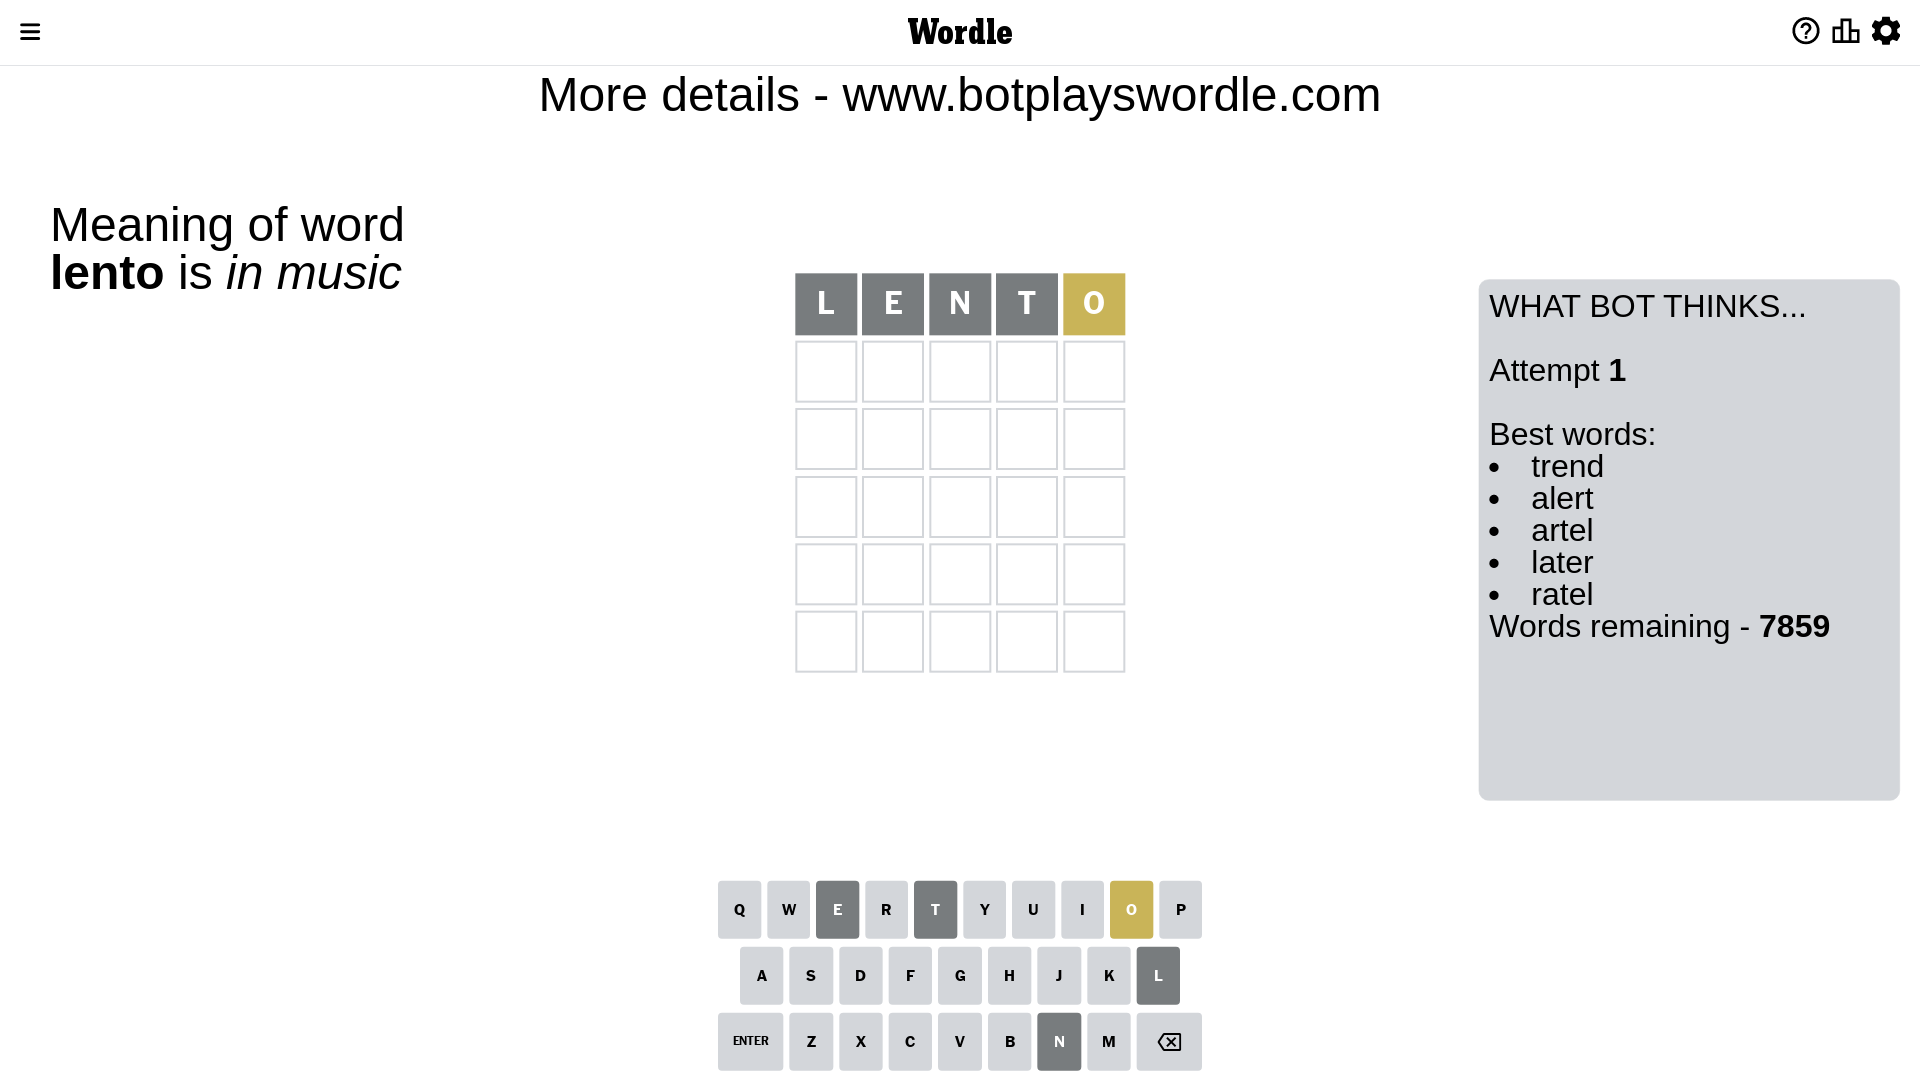 Wordle
More details - www.botplayswordle.com
Meaning of word
lento is in music
L E N T O
WHAT BOT THINKS...
Attempt 1
Best words:
• trend
• alert
• artel
• later
• ratel
Words remaining - 7859
Q W E R T Y U I O P
A S D F G H J K L
ENTER Z X C V B N M